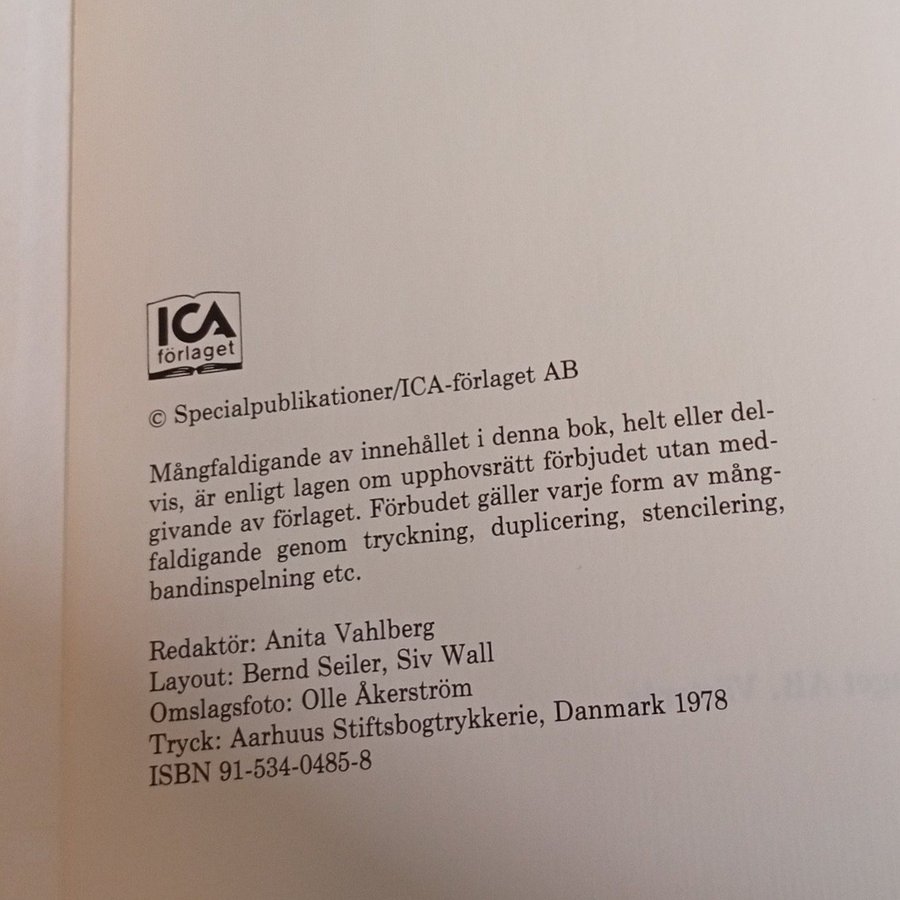 ICA
förlaget
© Specialpublikationer/ICA-förlaget AB
Mångfaldigande av innehållet i denna bok, helt eller del-
vis, är enligt lagen om upphovsrätt förbjudet utan med-
givande av förlaget. Förbudet gäller varje form av mång-
faldigande genom tryckning, duplicering, stencilering,
bandinspelning etc.
Redaktör: Anita Vahlberg
Layout: Bernd Seiler, Siv Wall
Omslagsfoto: Olle Åkerström
Tryck: Aarhuus Stiftsbogtrykkerie, Danmark 1978
ISBN 91-534-0485-8